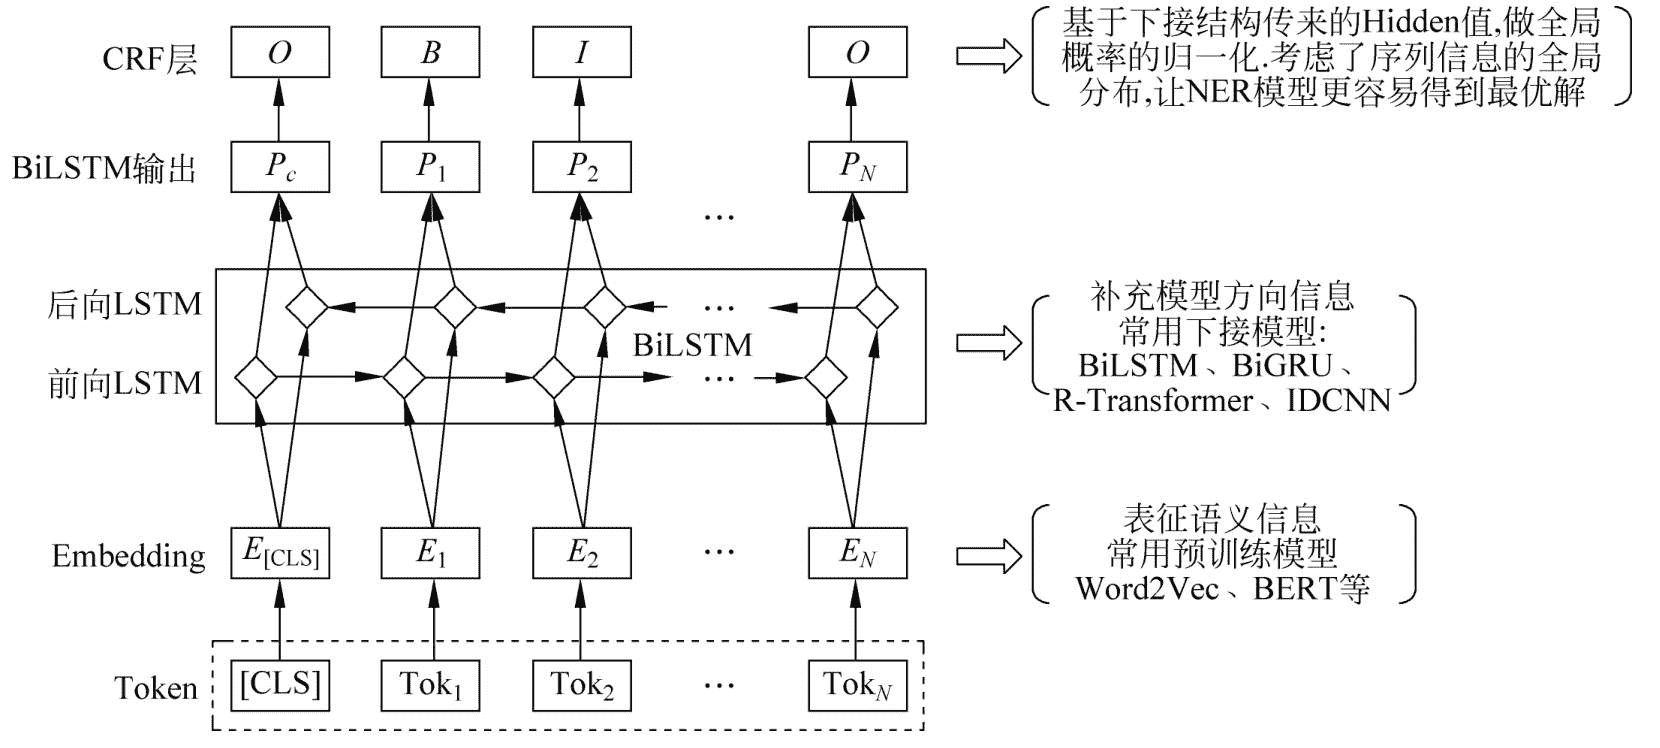 CRF层 O B I O
基于下接结构传来的Hidden值,做全局
概率的归一化.考虑了序列信息的全局
分布,让NER模型更容易得到最优解
BiLSTM输出 Pc P1 P2 PN
...
后向LSTM ...
BiLSTM
前向LSTM ...
补充模型方向信息
常用下接模型:
BiLSTM、BiGRU、
R-Transformer、IDCNN
Embedding E[CLS] E1 E2 ... EN
表征语义信息
常用预训练模型
Word2Vec、BERT等
Token [CLS] Tok1 Tok2 ... TokN